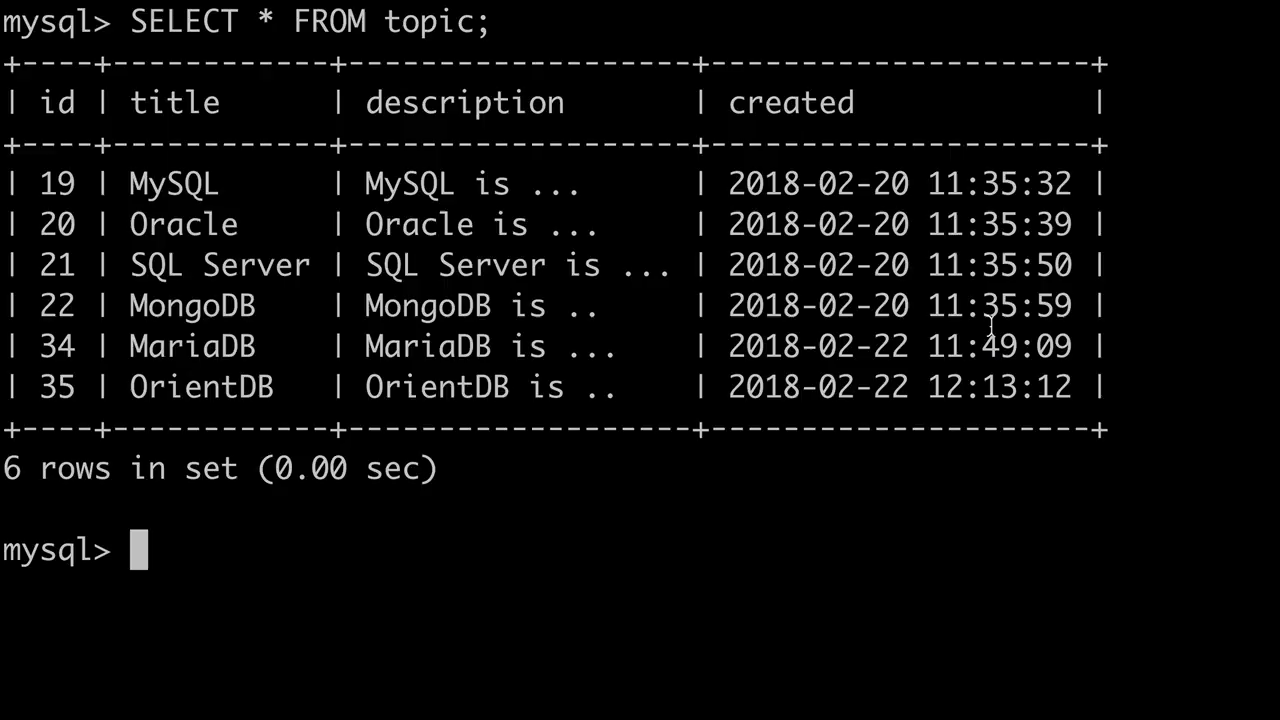 mysql> SELECT * FROM topic;
+----+------------+-------------------+---------------------+
| id | title      | description       | created             |
+----+------------+-------------------+---------------------+
| 19 | MySQL      | MySQL is ...      | 2018-02-20 11:35:32 |
| 20 | Oracle     | Oracle is ...     | 2018-02-20 11:35:39 |
| 21 | SQL Server | SQL Server is ... | 2018-02-20 11:35:50 |
| 22 | MongoDB    | MongoDB is ..     | 2018-02-20 11:35:59 |
| 34 | MariaDB    | MariaDB is ...    | 2018-02-22 11:49:09 |
| 35 | OrientDB   | OrientDB is ..    | 2018-02-22 12:13:12 |
+----+------------+-------------------+---------------------+
6 rows in set (0.00 sec)
mysql>